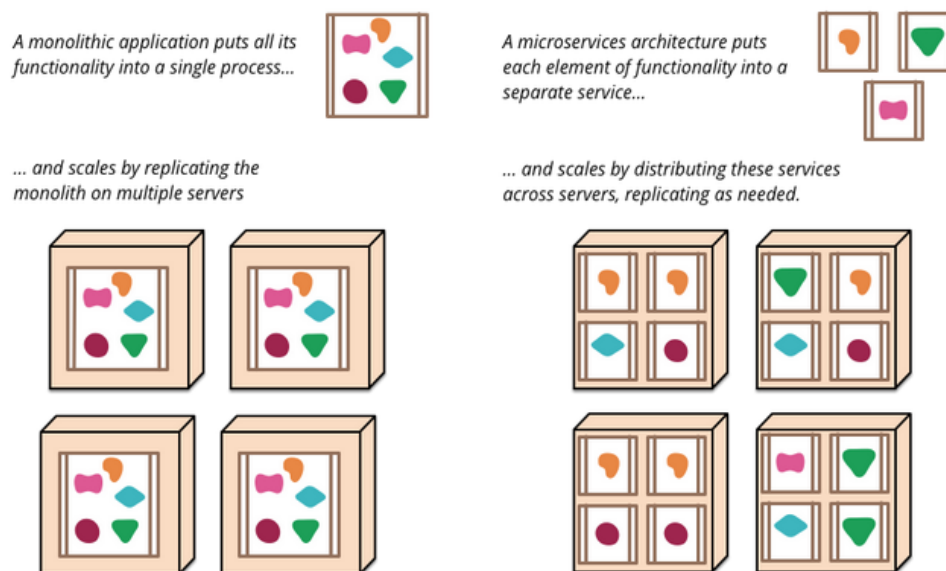 A monolithic application puts all its
functionality into a single process...
... and scales by replicating the
monolith on multiple servers
A microservices architecture puts
each element of functionality into a
separate service...
... and scales by distributing these services
across servers, replicating as needed.